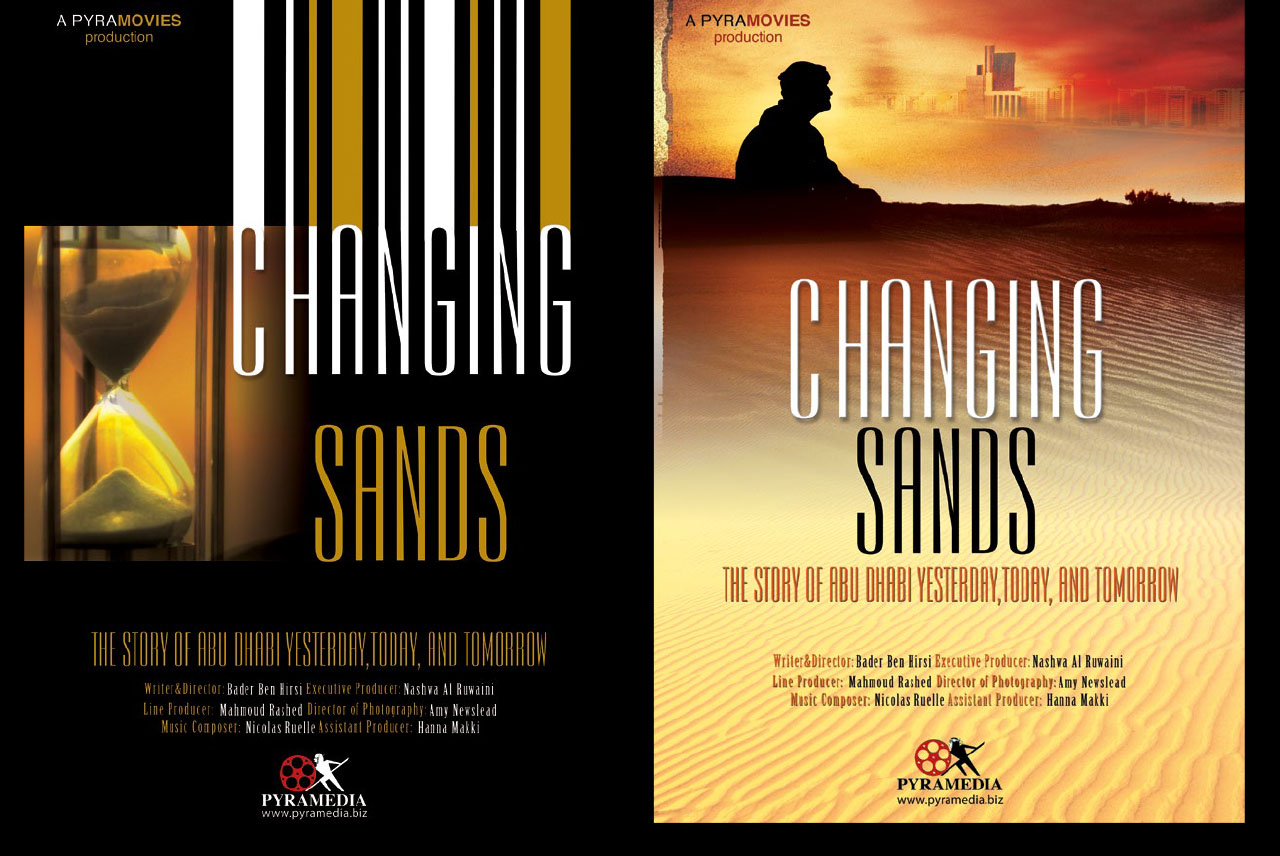 A PYRAMOVIES
production
CHANGING
SANDS
THE STORY OF ABU DHABI YESTERDAY,TODAY, AND TOMORROW
Writer&Director: Bader Ben Hirsi Executive Producer: Nashva Al Ruwaini
Line Producer: Mahmoud Rashed Director of Photography: Amy Newslead
Music Composer: Nicolas Ruelle Assistant Producer: Hanna Makki
PYRAMEDIA
www.pyramedia.biz
A PYRAMOVIES
production
CHANGING
SANDS
THE STORY OF ABU DHABI YESTERDAY,TODAY, AND TOMORROW
Writer&Director: Bader Ben Hirsi Executive Producer: Nashva Al Ruwaini
Line Producer: Mahmoud Rashed Director of Photography: Amy Newslead
Music Composer: Nicolas Ruelle Assistant Producer: Hanna Makki
PYRAMEDIA
www.pyramedia.biz